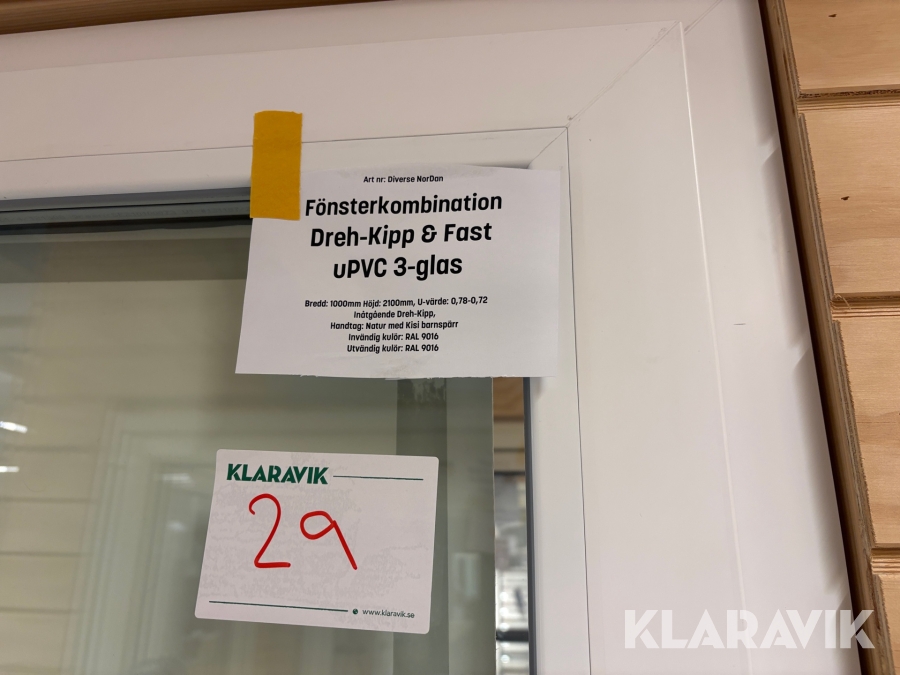 Art nr: Diverse NorDan
Fönsterkombination
Dreh-Kipp & Fast
uPVC 3-glas
Bredd: 1000mm Höjd: 2100mm, U-värde: 0,78-0,72
Inåtgående Dreh-Kipp,
Handtag: Natur med Kisi barnspärr
Invändig kulör: RAL 9016
Utvändig kulör: RAL 9016
KLARAVIK
29
www.klaravik.se
KLARAVIK